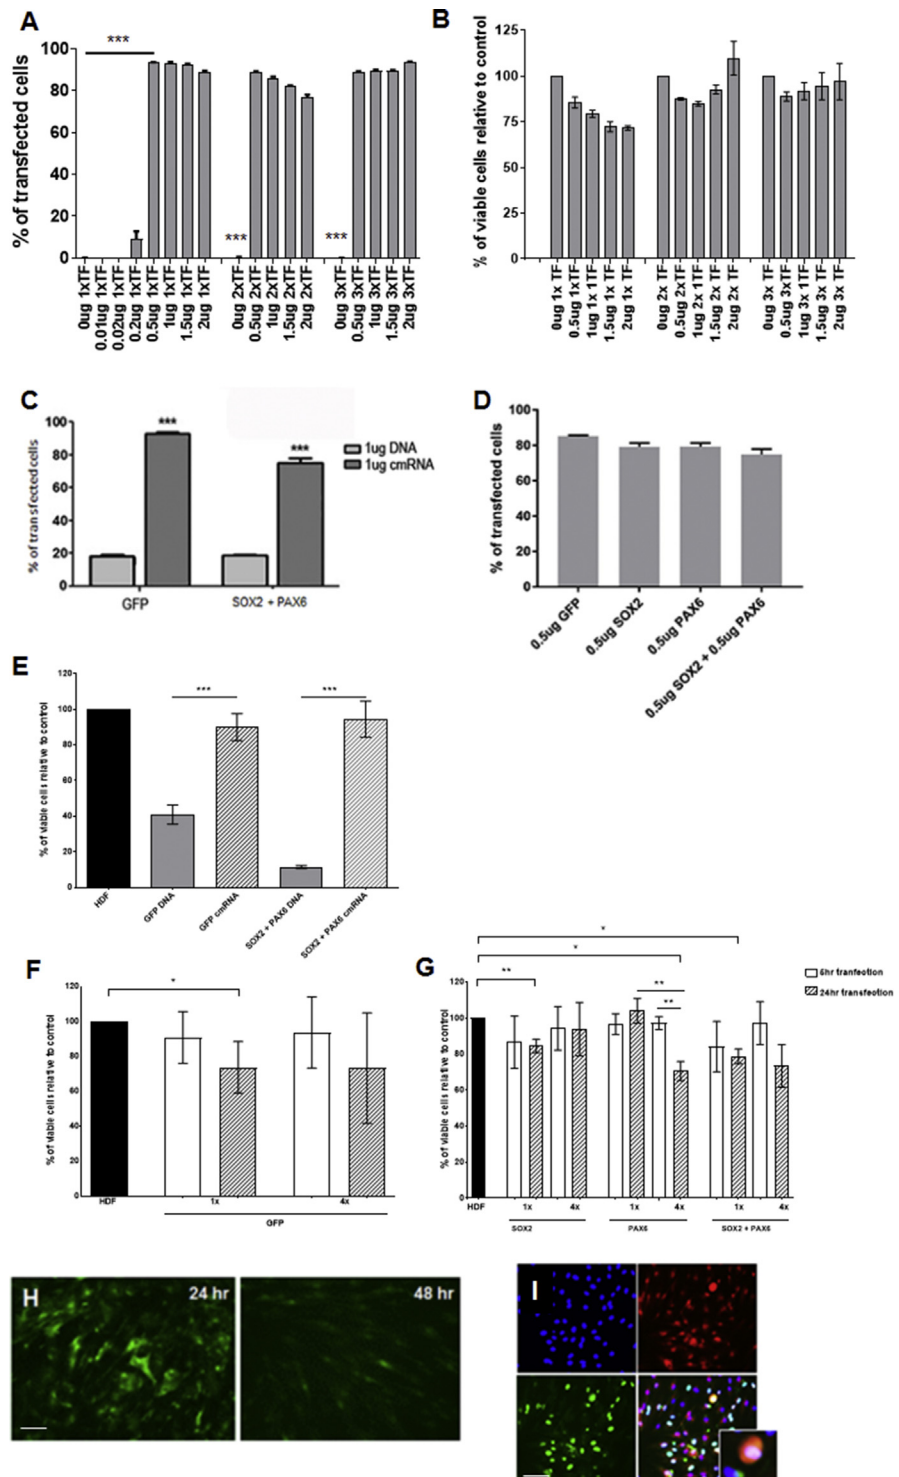 A
***
% of transfected cells
100
80
60
40
20
0
***
***
0ug 1xTF
0.01ug 1xTF
0.02ug 1xTF
0.2ug 1xTF
0.5ug 1xTF
1ug 1xTF
1.5ug 1xTF
2ug 1xTF
0ug 2xTF
0.5ug 2xTF
1ug 2xTF
1.5ug 2xTF
2ug 2xTF
0ug 3xTF
0.5ug 3xTF
1ug 3xTF
1.5ug 3xTF
2ug 3xTF
B
% of viable cells relative to control
125
100
75
50
25
0
0ug 1x TF
0.5ug 1xTF
1ug 1x 1TF
1.5ug 1x TF
2ug 1x TF
0ug 2x TF
0.5ug 2xTF
1ug 2x 1TF
1.5ug 2x TF
2ug 2x TF
0ug 3x TF
0.5ug 3xTF
1ug 3x 1TF
1.5ug 3x TF
2ug 3x TF
C
% of transfected cells
100
80
60
40
20
0
***
***
1ug DNA
1ug cmRNA
GFP
SOX2 + PAX6
D
% of transfected cells
100
80
60
40
20
0
0.5ug GFP
0.5ug SOX2
0.5ug PAX6
0.5ug SOX2 + 0.5ug PAX6
E
% of viable cells relative to control
120
100
80
60
40
20
0
***
***
HDF
GFP DNA
GFP cmRNA
SOX2 + PAX6 DNA
SOX2 + PAX6 cmRNA
F
% of viable cells relative to control
120
100
80
60
40
20
0
*
HDF
1x
4x
GFP
G
% of viable cells relative to control
120
100
80
60
40
20
0
*
*
**
**
**
6hr tranfection
24hr transfection
HDF
1x
4x
1x
4x
1x
4x
SOX2
PAX6
SOX2 + PAX6
H
24 hr
48 hr
I